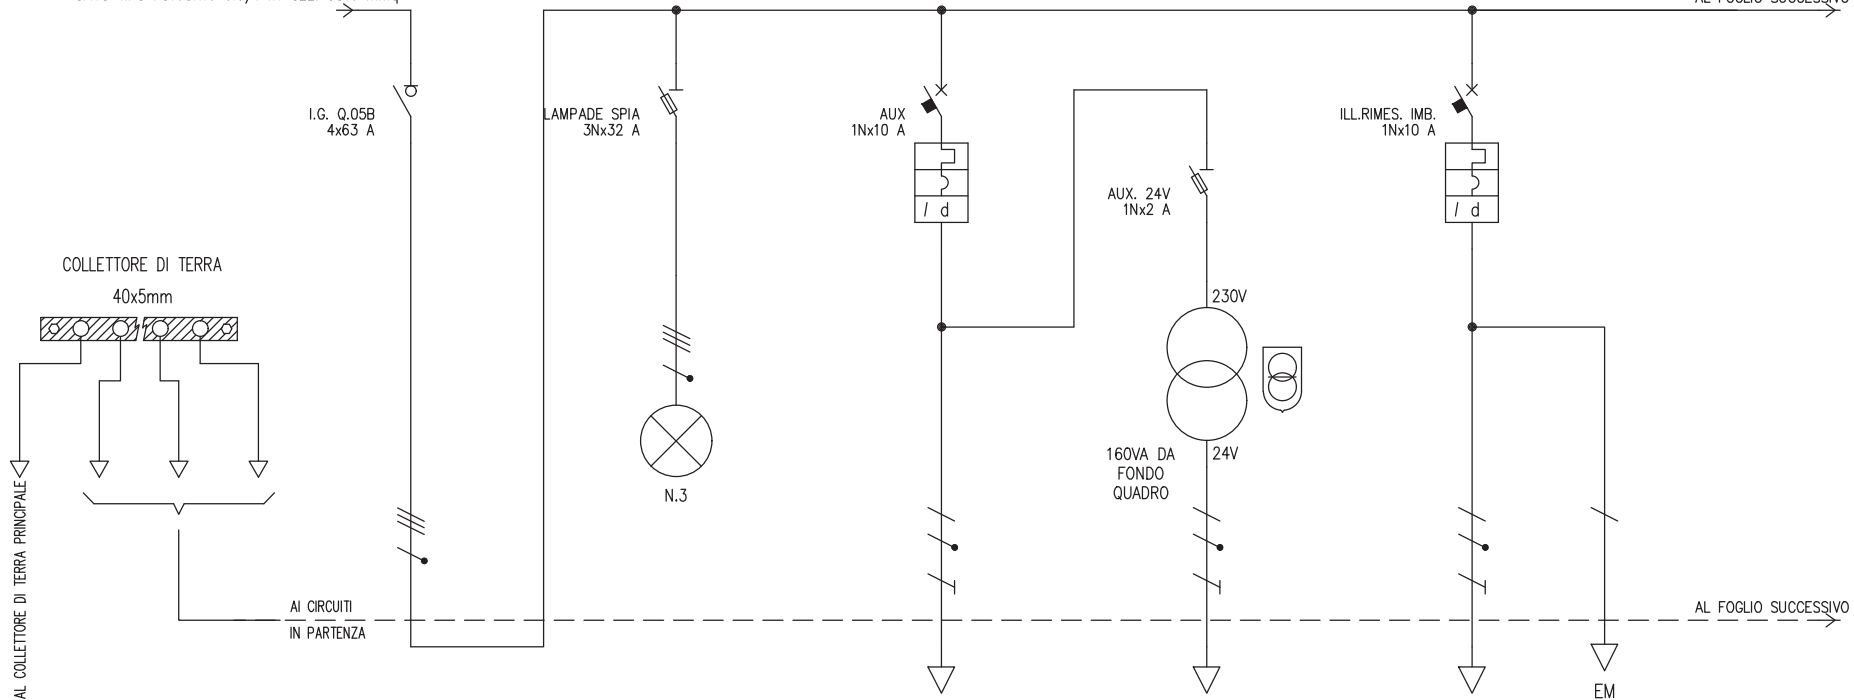 AL FOGLIO SUCCESSIVO
I.G. Q.05B
4x63 A
LAMPADE SPIA
3Nx32 A
AUX
1Nx10 A
ILL.RIMES. IMB.
1Nx10 A
I d
I d
AUX. 24V
1Nx2 A
COLLETTORE DI TERRA
40x5mm
230V
24V
160VA DA
FONDO
QUADRO
N.3
AL COLLETTORE DI TERRA PRINCIPALE
AI CIRCUITI
IN PARTENZA
AL FOGLIO SUCCESSIVO
EM